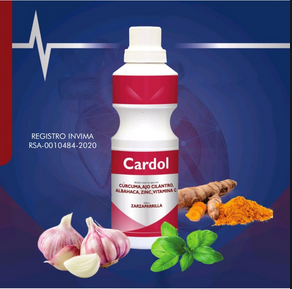 REGISTRO INVIMA
RSA-0010484-2020
Cardol
CURCUMA, AJO CILANTRO,
ALBAHACA, ZINC, VITAMINA C
ZARZAPARRILLA